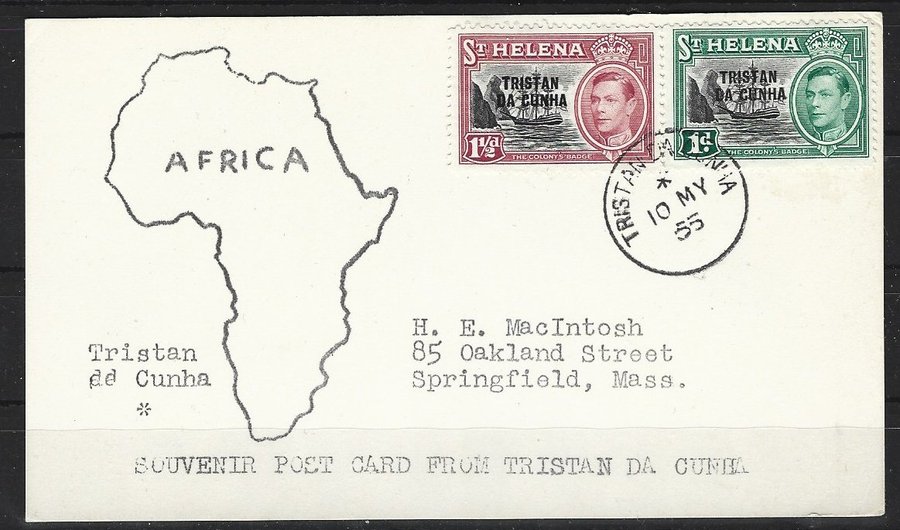 ST HELENA
TRISTAN
DA CUNHA
1½d
THE COLONY'S BADGE
ST HELENA
TRISTAN
DA CUNHA
1d
THE COLONY'S BADGE
TRISTAN DA CUNHA
*
10 MY
55
AFRICA
H. E. MacIntosh
85 Oakland Street
Springfield, Mass.
Tristan
de Cunha
*
SOUVENIR POST CARD FROM TRISTAN DA CUNHA